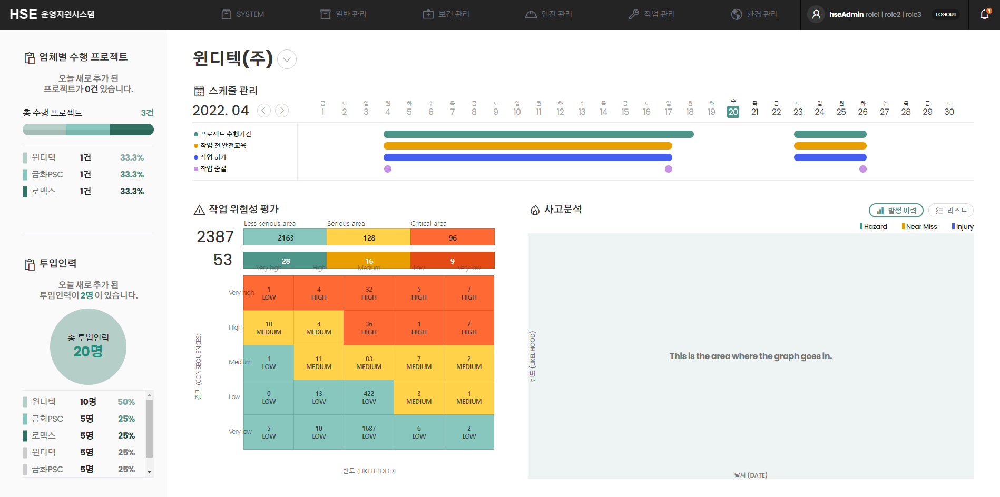 HSE 운영지원시스템
SYSTEM
일반 관리
보건 관리
안전 관리
작업 관리
환경 관리
hseAdmin role1 | role2 | role3
LOGOUT
1
업체별 수행 프로젝트
오늘 새로 추가 된
프로젝트가 0건 있습니다.
총 수행 프로젝트 3건
윈디텍 1건 33.3%
금화PSC 1건 33.3%
로맥스 1건 33.3%
투입인력
오늘 새로 추가 된
투입인력이 2명 이 있습니다.
총 투입인력
20명
윈디텍 10명 50%
금화PSC 5명 25%
로맥스 5명 25%
윈디텍 5명 25%
금화PSC 5명 25%
윈디텍(주)
스케줄 관리
2022. 04
금 토 일 월 화 수 목 금 토 일 월 화 수 목 금 토 일 월 화 수 목 금 토 일 월 화 수 목 금 토
1 2 3 4 5 6 7 8 9 10 11 12 13 14 15 16 17 18 19 20 21 22 23 24 25 26 27 28 29 30
프로젝트 수행기간
작업 전 안전교육
작업 허가
작업 순찰
작업 위험성 평가
Less serious area Serious area Critical area
2387 2163 128 96
53 28 16 9
Very high High Medium Low Very low
Very high
1 4 32 5 7
LOW HIGH HIGH HIGH HIGH
High
10 4 36 1 2
MEDIUM MEDIUM HIGH HIGH HIGH
Medium
1 11 83 7 2
LOW MEDIUM MEDIUM MEDIUM MEDIUM
Low
0 13 422 3 1
LOW LOW LOW MEDIUM MEDIUM
Very low
5 10 1687 6 2
LOW LOW LOW LOW LOW
결과 (CONSEQUENCES)
빈도 (LIKELIHOOD)
사고분석
발생 이력
리스트
Hazard Near Miss Injury
빈도 (LIKELIHOOD)
This is the area where the graph goes in.
날짜 (DATE)